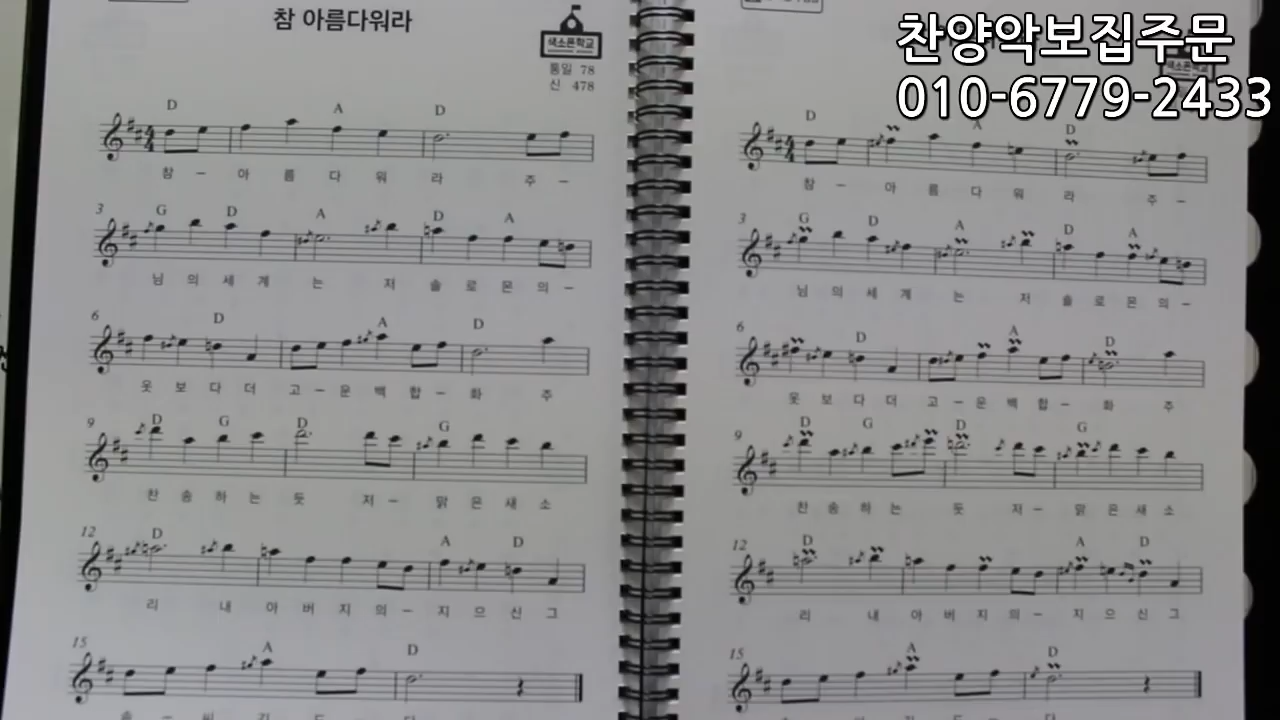 참 아름다워라
색소폰학교
통일 78
신 478
D A D
참 - 아 름 다 워 라 주 -
3
G D A D A
님 의 세 계 는 저 솔 로 몬 의 -
6
D A D
옷 보 다 더 고 - 운 백 합 - 화 주
9
D G D G
찬 송 하 는 듯 저 - 맑 은 새 소
12
D A D
리 내 아 버 지 의 - 지 으 신 그
15
A D
찬양악보집주문
010-6779-2433
색소폰학교
D A D
참 - 아 름 다 워 라 주 -
3
G D A D A
님 의 세 계 는 저 솔 로 몬 의 -
6
D A D
옷 보 다 더 고 - 운 백 합 - 화 주
9
D G D G
찬 송 하 는 듯 저 - 맑 은 새 소
12
D A D
리 내 아 버 지 의 - 지 으 신 그
15
A D